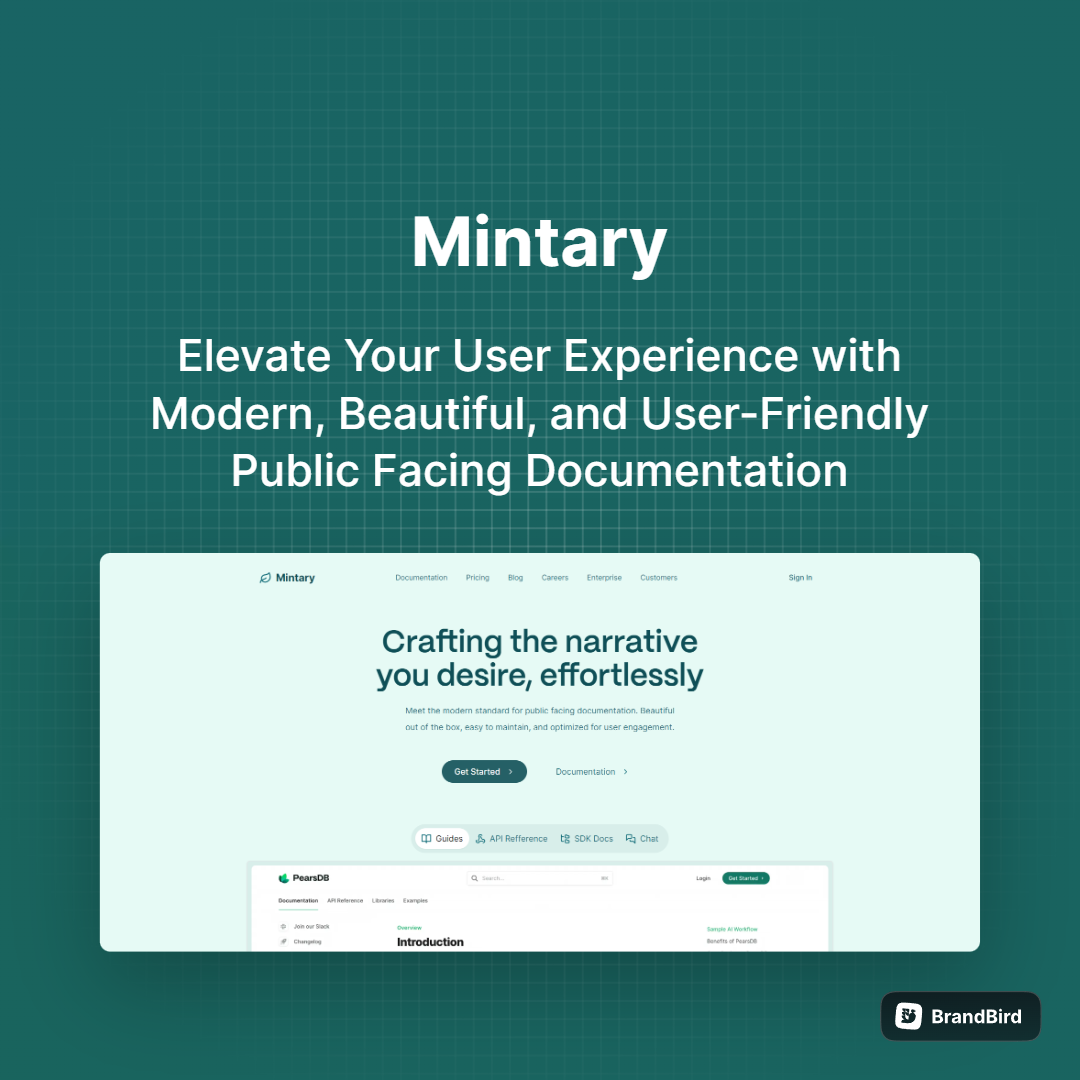 Mintary
Elevate Your User Experience with
Modern, Beautiful, and User-Friendly
Public Facing Documentation
Mintary
Documentation Pricing Blog Careers Enterprise Customers
Sign In
Crafting the narrative
you desire, effortlessly
Meet the modern standard for public facing documentation. Beautiful
out of the box, easy to maintain, and optimized for user engagement.
Get Started
Documentation
Guides API Refference SDK Docs Chat
PearsDB
Search...
⌘K
Login
Get Started
Documentation API Reference Libraries Examples
Join our Slack
Changelog
Overview
Introduction
Sample AI Workflow
Benefits of PearsDB
BrandBird